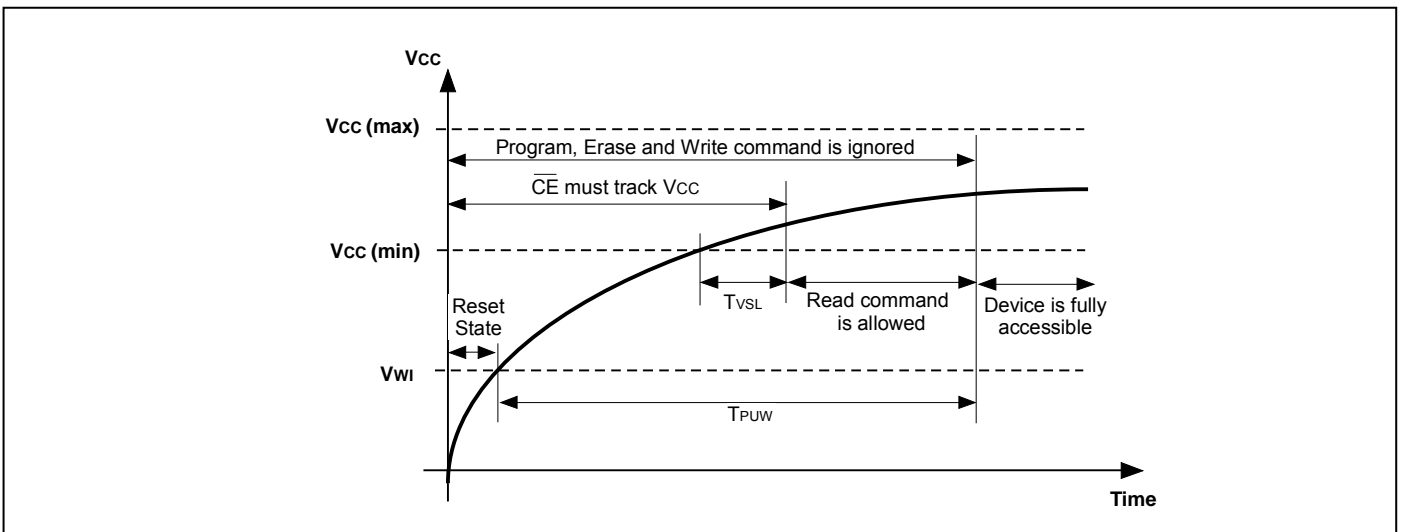 Vcc
Vcc (max)
Program, Erase and Write command is ignored
CE must track Vcc
Vcc (min)
TVSL
Read command
is allowed
Device is fully
accessible
Reset
State
VWI
TPUW
Time